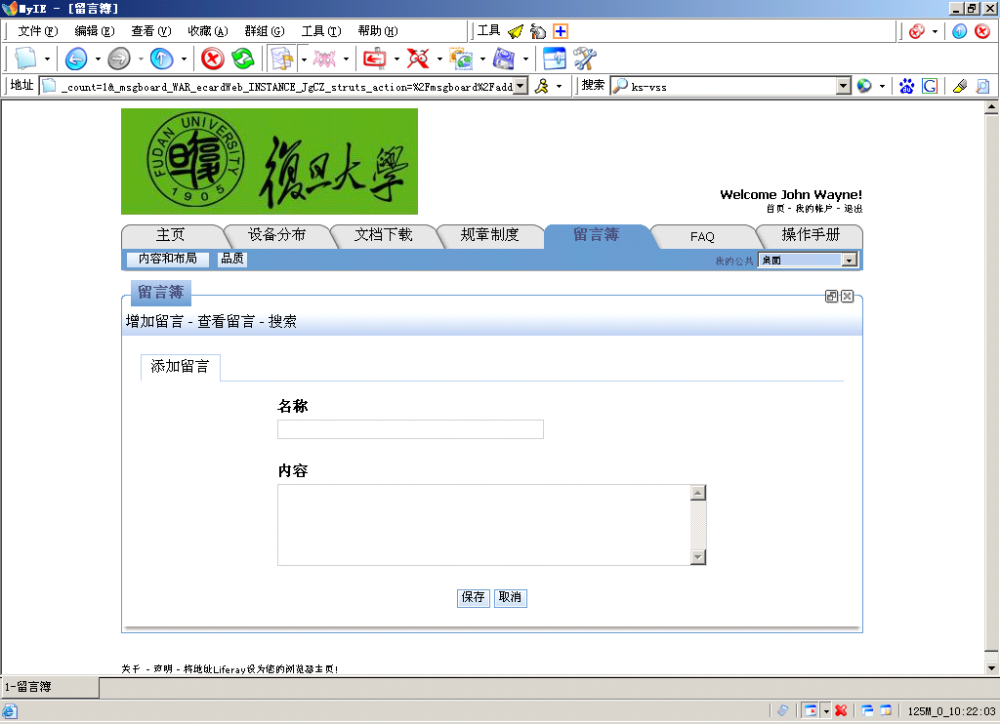 MyIE - [留言簿]
文件(F) 编辑(E) 查看(V) 收藏(A) 群组(G) 工具(T) 帮助(H) 工具
地址 _count=1&_msgboard_WAR_ecardWeb_INSTANCE_JgCZ_struts_action=%2Fmsgboard%2Fadd 搜索 ks-vss
FUDAN UNIVERSITY
1905
復旦大學
Welcome John Wayne!
首页 - 我的帐户 - 退出
主页 设备分布 文档下载 规章制度 留言簿 FAQ 操作手册
内容和布局 品质 我的公共 桌面
留言簿
增加留言 - 查看留言 - 搜索
添加留言
名称
内容
保存 取消
关于 - 声明 - 将地址Liferay设为您的浏览器主页!
1-留言簿
125M_0_10:22:03